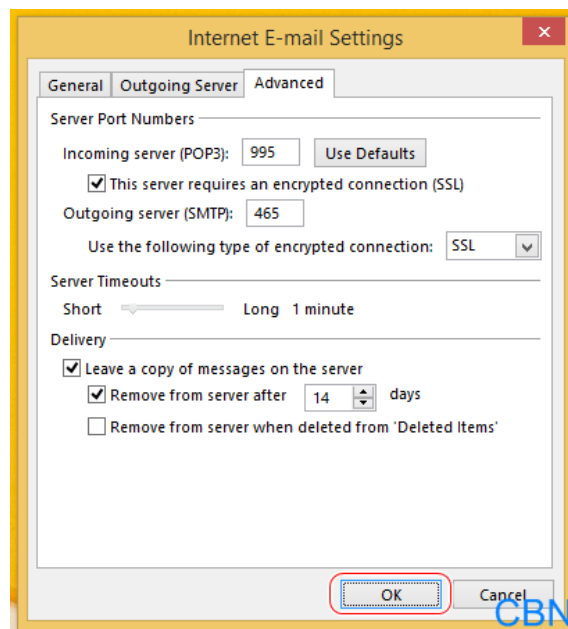 Internet E-mail Settings
General Outgoing Server Advanced
Server Port Numbers
Incoming server (POP3): 995 Use Defaults
This server requires an encrypted connection (SSL)
Outgoing server (SMTP): 465
Use the following type of encrypted connection: SSL
Server Timeouts
Short Long 1 minute
Delivery
Leave a copy of messages on the server
Remove from server after 14 days
Remove from server when deleted from 'Deleted Items'
OK Cancel
CBN